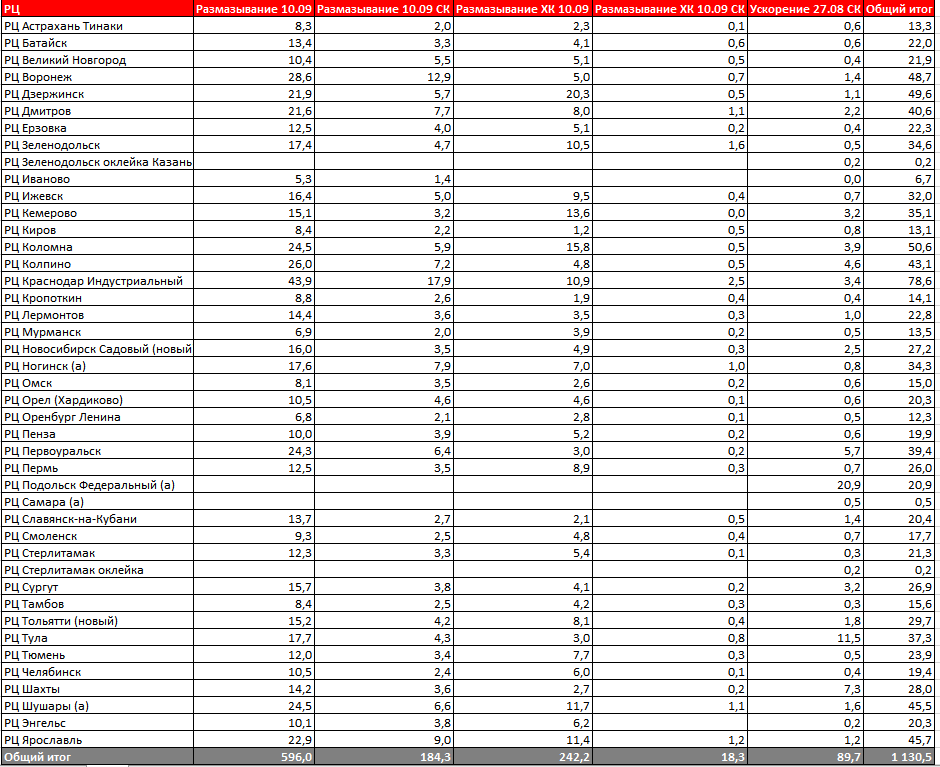 РЦ Размазывание 10.09 Размазывание 10.09 СК Размазывание ХК 10.09 Размазывание ХК 10.09 СК Ускорение 27.08 СК Общий итог
РЦ Астрахань Тинаки 8,3 2,0 2,3 0,1 0,6 13,3
РЦ Батайск 13,4 3,3 4,1 0,6 0,6 22,0
РЦ Великий Новгород 10,4 5,5 5,1 0,5 0,4 21,9
РЦ Воронеж 28,6 12,9 5,0 0,7 1,4 48,7
РЦ Дзержинск 21,9 5,7 20,3 0,5 1,1 49,6
РЦ Дмитров 21,6 7,7 8,0 1,1 2,2 40,6
РЦ Ерзовка 12,5 4,0 5,1 0,2 0,4 22,3
РЦ Зеленодольск 17,4 4,7 10,5 1,6 0,5 34,6
РЦ Зеленодольск оклейка Казань 0,2 0,2
РЦ Иваново 5,3 1,4 0,0 6,7
РЦ Ижевск 16,4 5,0 9,5 0,4 0,7 32,0
РЦ Кемерово 15,1 3,2 13,6 0,0 3,2 35,1
РЦ Киров 8,4 2,2 1,2 0,5 0,8 13,1
РЦ Коломна 24,5 5,9 15,8 0,5 3,9 50,6
РЦ Колпино 26,0 7,2 4,8 0,5 4,6 43,1
РЦ Краснодар Индустриальный 43,9 17,9 10,9 2,5 3,4 78,6
РЦ Кропоткин 8,8 2,6 1,9 0,4 0,4 14,1
РЦ Лермонтов 14,4 3,6 3,5 0,3 1,0 22,8
РЦ Мурманск 6,9 2,0 3,9 0,2 0,5 13,5
РЦ Новосибирск Садовый (новый 16,0 3,5 4,9 0,3 2,5 27,2
РЦ Ногинск (а) 17,6 7,9 7,0 1,0 0,8 34,3
РЦ Омск 8,1 3,5 2,6 0,2 0,6 15,0
РЦ Орел (Хардиково) 10,5 4,6 4,6 0,1 0,6 20,3
РЦ Оренбург Ленина 6,8 2,1 2,8 0,1 0,5 12,3
РЦ Пенза 10,0 3,9 5,2 0,2 0,6 19,9
РЦ Первоуральск 24,3 6,4 3,0 0,2 5,7 39,4
РЦ Пермь 12,5 3,5 8,9 0,3 0,7 26,0
РЦ Подольск Федеральный (а) 20,9 20,9
РЦ Самара (а) 0,5 0,5
РЦ Славянск-на-Кубани 13,7 2,7 2,1 0,5 1,4 20,4
РЦ Смоленск 9,3 2,5 4,8 0,4 0,7 17,7
РЦ Стерлитамак 12,3 3,3 5,4 0,1 0,3 21,3
РЦ Стерлитамак оклейка 0,2 0,2
РЦ Сургут 15,7 3,8 4,1 0,2 3,2 26,9
РЦ Тамбов 8,4 2,5 4,2 0,3 0,3 15,6
РЦ Тольятти (новый) 15,2 4,2 8,1 0,4 1,8 29,7
РЦ Тула 17,7 4,3 3,0 0,8 11,5 37,3
РЦ Тюмень 12,0 3,4 7,7 0,3 0,5 23,9
РЦ Челябинск 10,5 2,4 6,0 0,1 0,4 19,4
РЦ Шахты 14,2 3,6 2,7 0,2 7,3 28,0
РЦ Шушары (а) 24,5 6,6 11,7 1,1 1,6 45,5
РЦ Энгельс 10,1 3,8 6,2 0,2 20,3
РЦ Ярославль 22,9 9,0 11,4 1,2 1,2 45,7
Общий итог 596,0 184,3 242,2 18,3 89,7 1 130,5